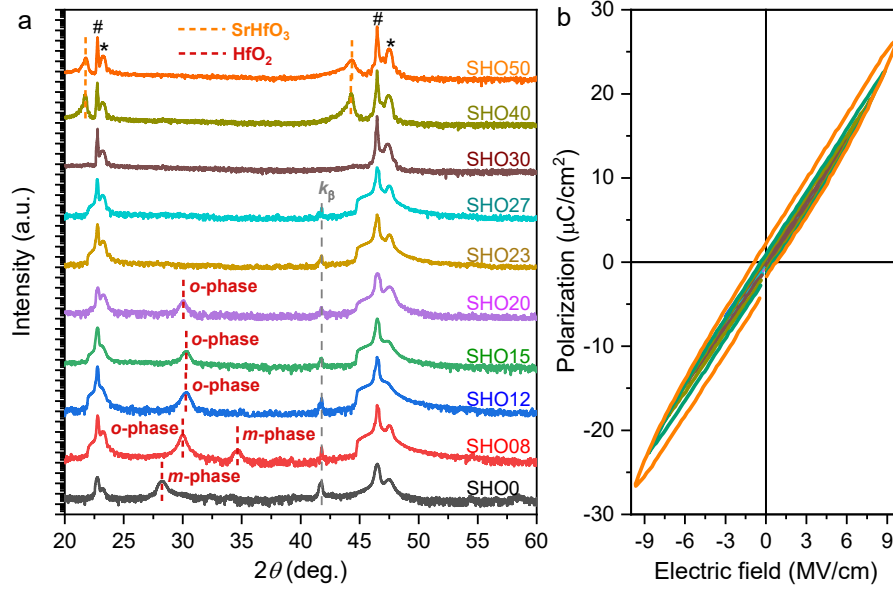 a
SrHfO3
HfO2
#
*
#
*
SHO50
SHO40
SHO30
kβ
SHO27
SHO23
o-phase
SHO20
o-phase
SHO15
o-phase
SHO12
o-phase
m-phase
SHO08
m-phase
SHO0
20 25 30 35 40 45 50 55 60
2θ (deg.)
Intensity (a.u.)
b
30
20
10
0
-10
-20
-30
-9 -6 -3 0 3 6 9
Electric field (MV/cm)
Polarization (μC/cm2)